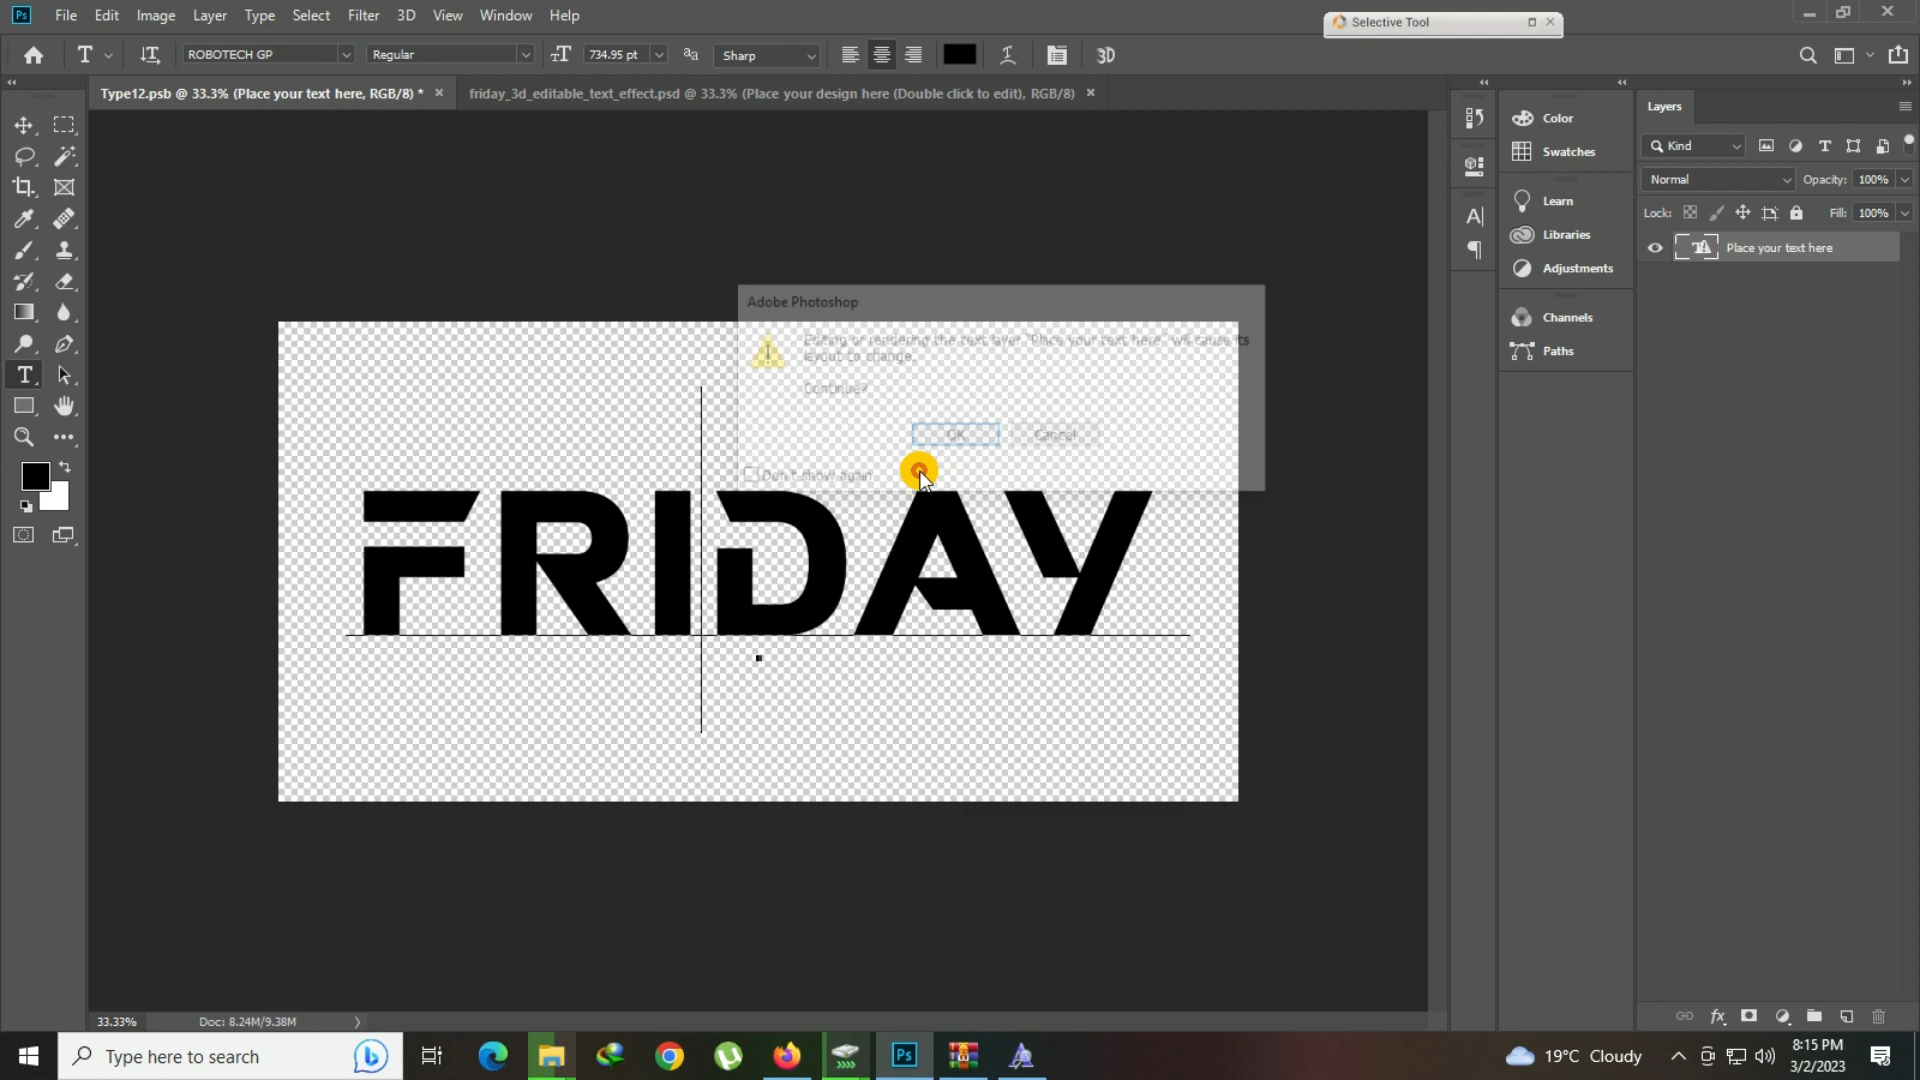 Ps File Edit Image Layer Type Select Filter 3D View Window Help
Selective Tool
ROBOTECH GP Regular 734.95 pt Sharp 3D
Type12.psb @ 33.3% (Place your text here, RGB/8) *
friday_3d_editable_text_effect.psd @ 33.3% (Place your design here (Double click to edit), RGB/8)
Color
Swatches
Learn
Libraries
Adjustments
Channels
Paths
Layers
Kind
Normal Opacity: 100%
Lock: Fill: 100%
Place your text here
Adobe Photoshop
Editing or rendering the text layer "Place your text here" will cause its
layout to change.
Continue?
OK Cancel
Don't show again
FRIDAY
33.33% Doc: 8.24M/9.38M
Type here to search
Ps
19°C Cloudy
8:15 PM
3/2/2023